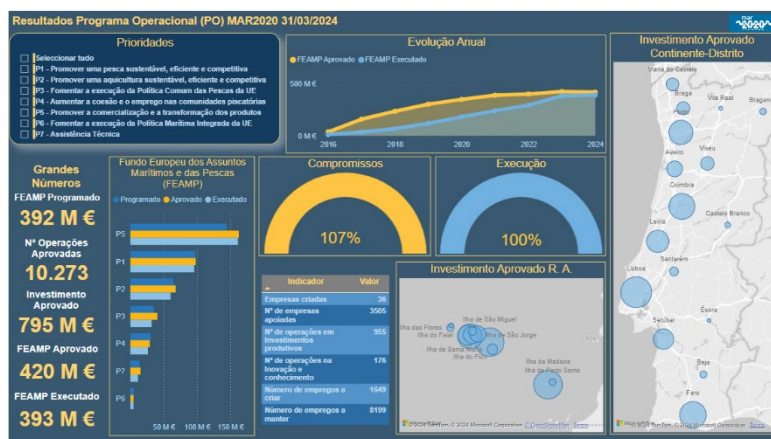 Resultados Programa Operacional (PO) MAR2020 31/03/2024
mar
2020
Prioridades
Seleccionar tudo
P1 - Promover uma pesca sustentável, eficiente e competitiva
P2 - Promover uma aquicultura sustentável, eficiente e competitiva
P3 - Fomentar a execução da Política Comum das Pescas da UE
P4 - Aumentar a coesão e o emprego nas comunidades piscatórias
P5 - Promover a comercialização e a transformação dos produtos
P6 - Fomentar a execução da Política Marítima Integrada da UE
P7 - Assistência Técnica
Evolução Anual
FEAMP Aprovado FEAMP Executado
500 M €
0 M €
2016 2018 2020 2022 2024
Investimento Aprovado
Continente-Distrito
Viana do Castelo
Braga
Vila Real
Bragan
Porto
Aveiro
Viseu
Coimbra
Leiria
Castelo Branco
Santarém
Lisboa
Évora
Setúbal
Beja
Faro
Grandes
Números
FEAMP Programado
392 M €
Nº Operações
Aprovadas
10.273
Investimento
Aprovado
795 M €
FEAMP Aprovado
420 M €
FEAMP Executado
393 M €
Fundo Europeu dos Assuntos
Marítimos e das Pescas
(FEAMP)
Programado Aprovado Executado
P5
P1
P2
P3
P4
P7
P6
50 M € 100 M € 150 M €
Compromissos
107%
Execução
100%
Indicador Valor
Empresas criadas 36
Nº de empresas
apoiadas 3505
Nº de operações em
Investimentos
produtivos 955
Nº de operações na
Inovação e
conhecimento 176
Número de empregos a
criar 1649
Número de empregos a
manter 8199
Investimento Aprovado R. A.
Ilha das Flores
Ilha do Faial
Ilha de São Miguel
Ilha de São Jorge
Ilha de Santa Maria
Ilha do Pico
Ilha da Madeira
Ilha de Porto Santo
© 2024 TomTom, © 2024 Microsoft Corporation, © OpenStreetMap Terms
© 2024 TomTom, © 2024 Microsoft Corporation Terms